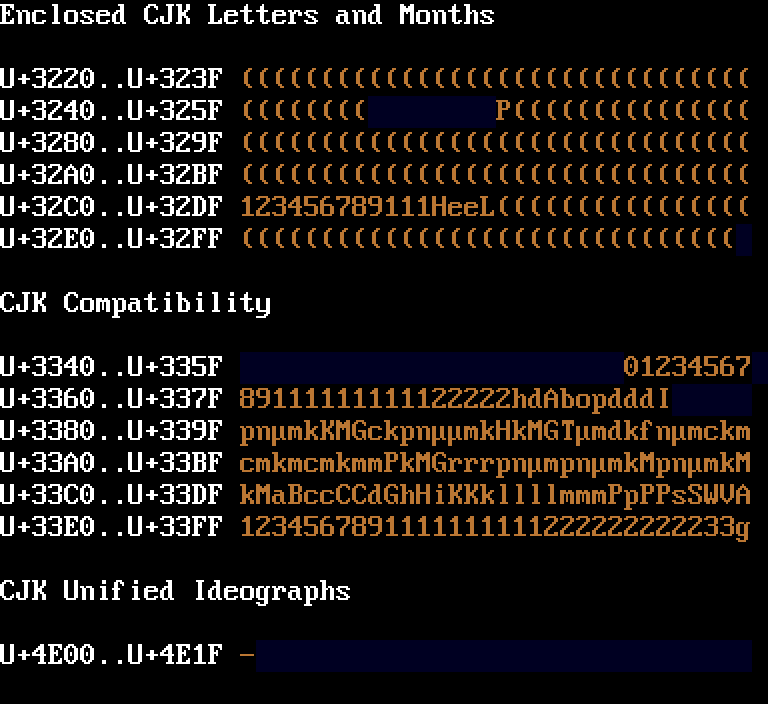 Enclosed CJK Letters and Months
U+3220..U+323F ((((((((((((((((((((((((((((((((
U+3240..U+325F ((((((((        P(((((((((((((((
U+3280..U+329F ((((((((((((((((((((((((((((((((
U+32A0..U+32BF ((((((((((((((((((((((((((((((((
U+32C0..U+32DF 123456789111HeeL((((((((((((((((
U+32E0..U+32FF (((((((((((((((((((((((((((((((
CJK Compatibility
U+3340..U+335F                         01234567
U+3360..U+337F 89111111111122222hdAbopdddI
U+3380..U+339F pnµmkKMGckpnµµmkHkMGTµmdkfnµmckm
U+33A0..U+33BF cmkmcmkmmPkMGrrrpnµmpnµmkMpnµmkM
U+33C0..U+33DF kMaBccCCdGhHiKKkllllmmmPpPPsSWVA
U+33E0..U+33FF 1234567891111111111222222222233g
CJK Unified Ideographs
U+4E00..U+4E1F —